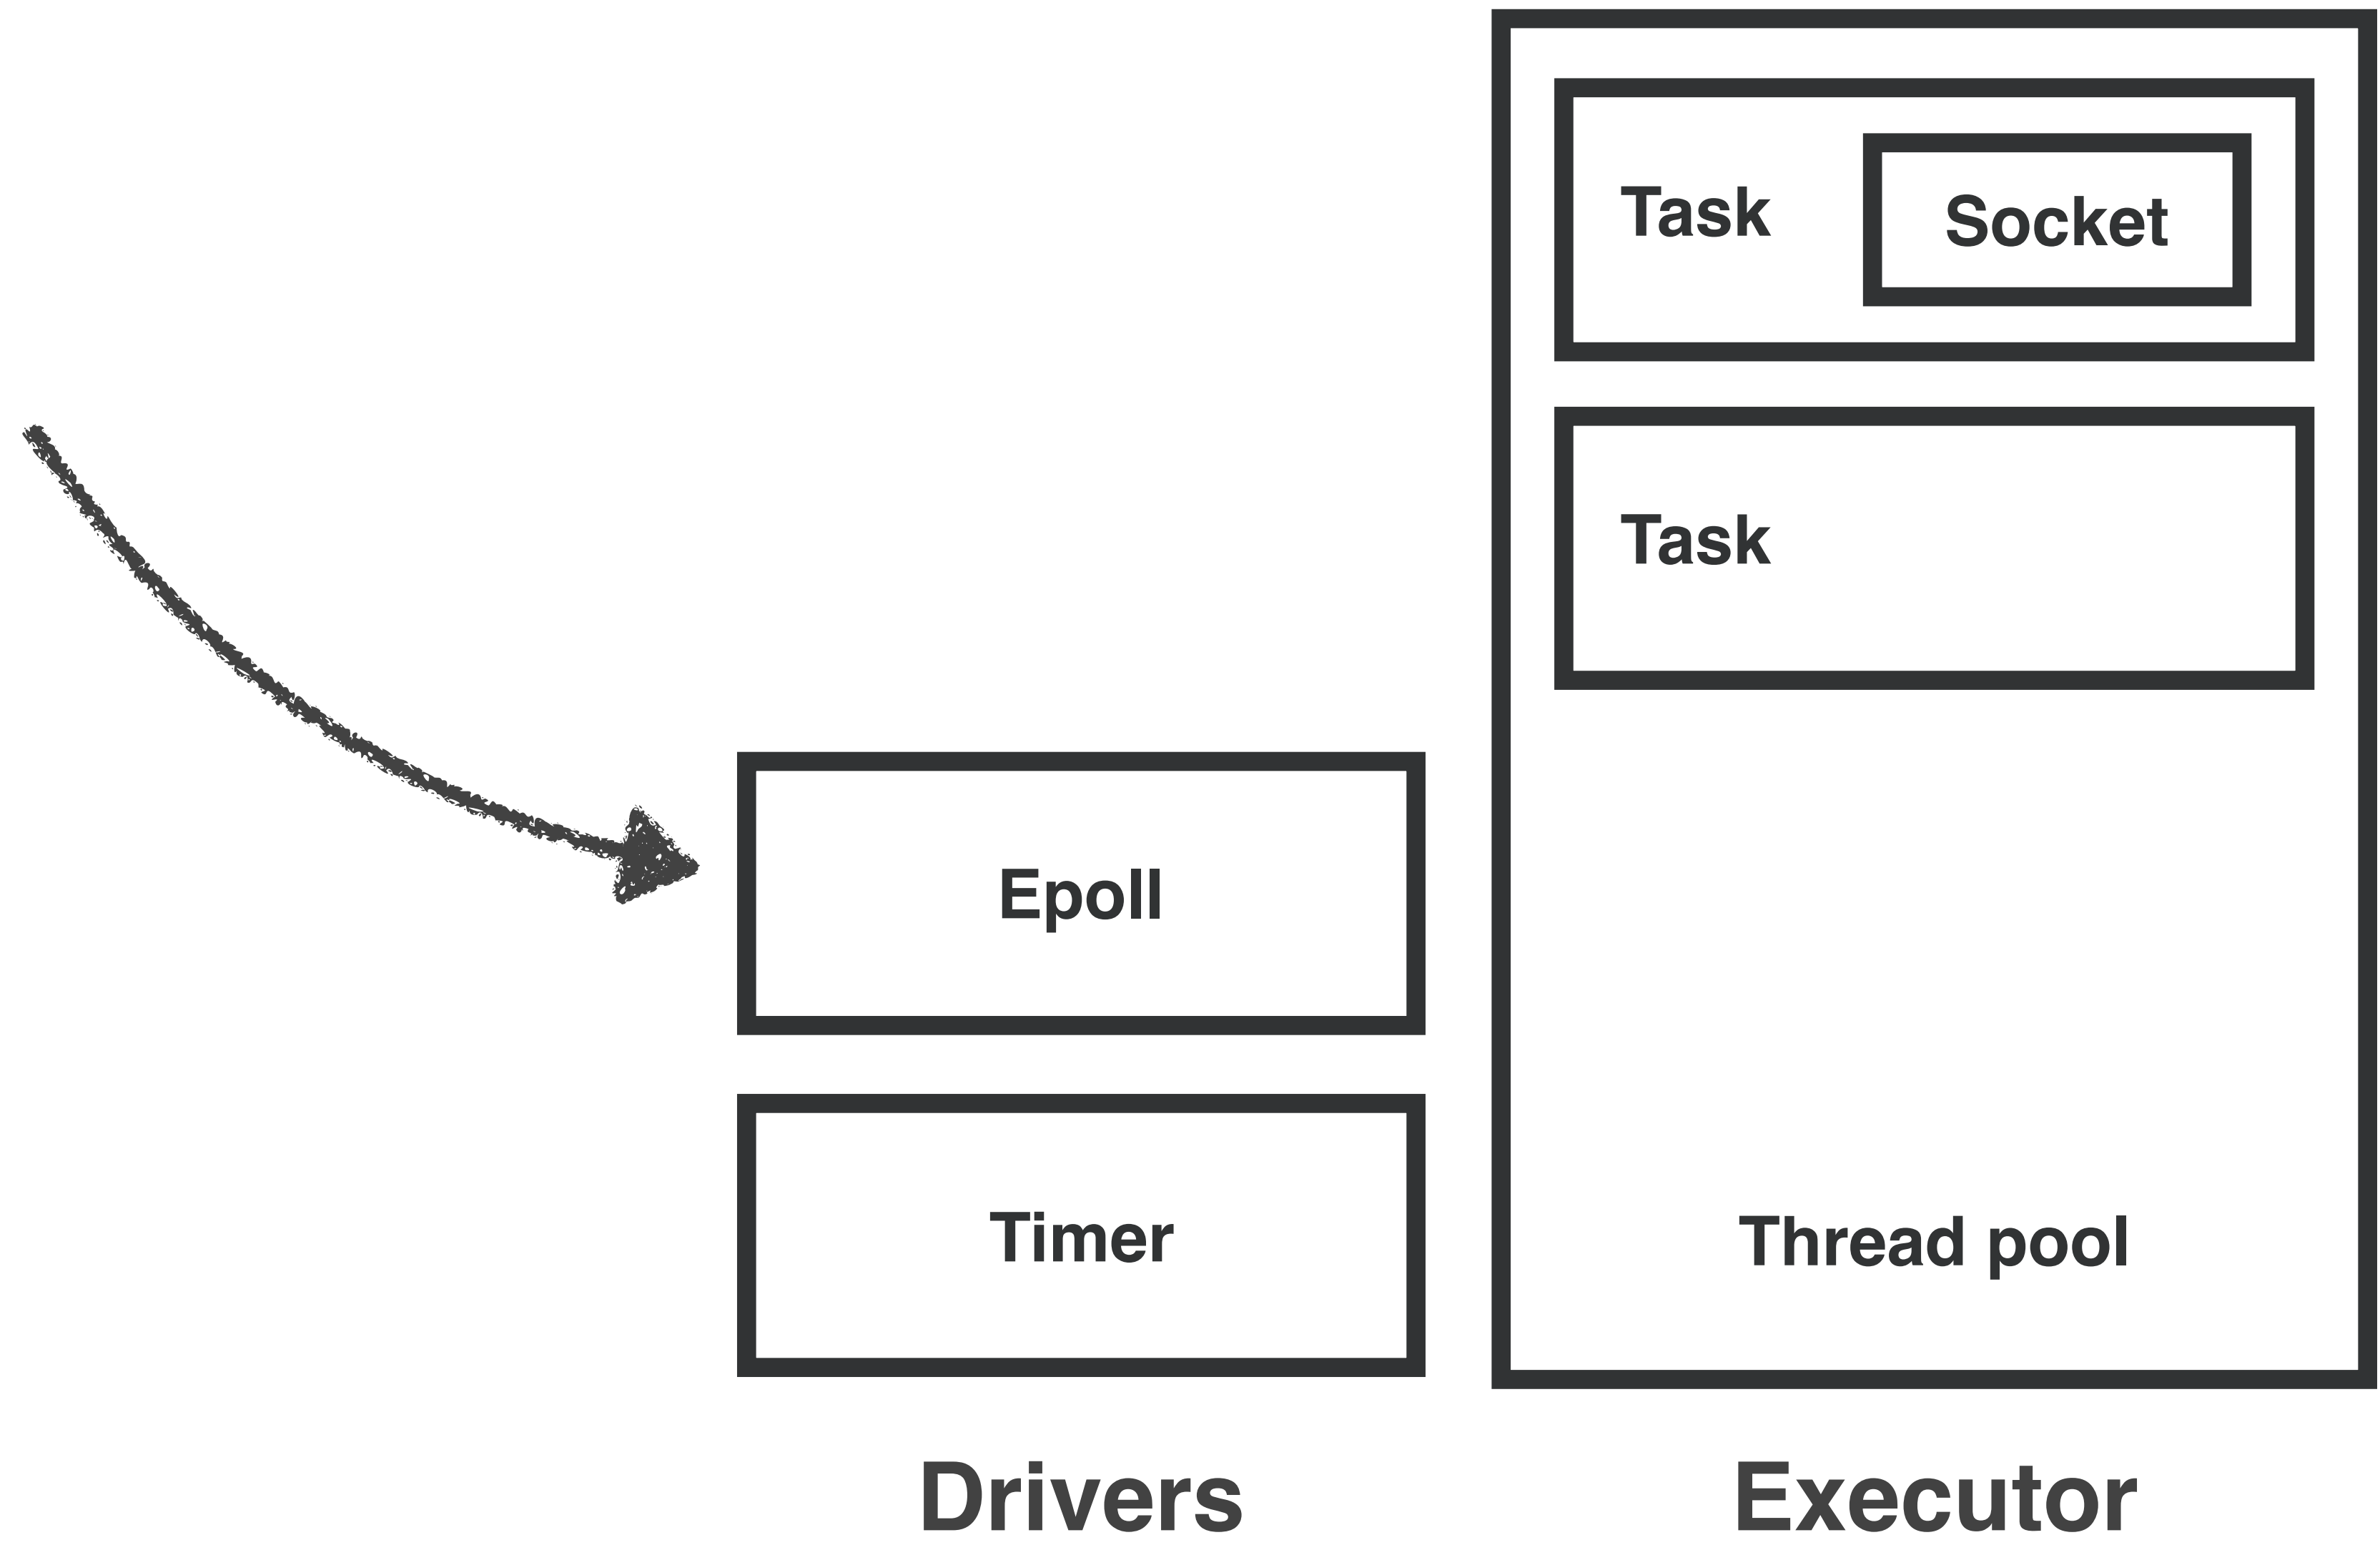 Task
Socket
Task
Epoll
Timer
Thread pool
Drivers
Executor